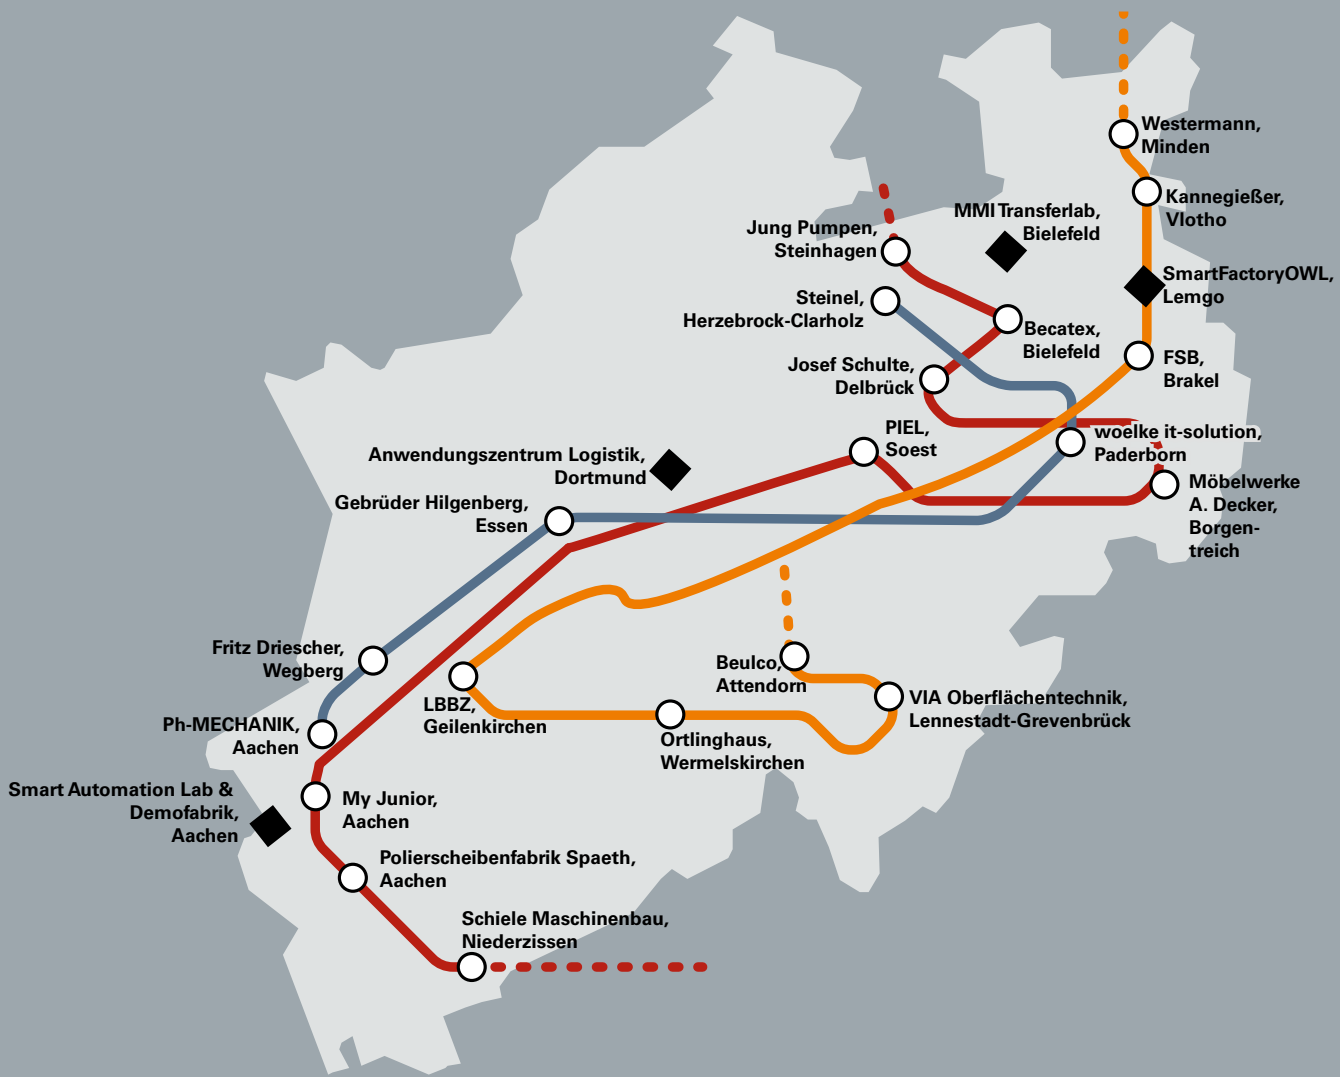 Westermann,
Minden
Kannegießer,
Vlotho
MMI Transferlab,
Bielefeld
Jung Pumpen,
Steinhagen
SmartFactoryOWL,
Lemgo
Steinel,
Herzebrock-Clarholz
Becatex,
Bielefeld
FSB,
Brakel
Josef Schulte,
Delbrück
PIEL,
Soest
woelke it-solution,
Paderborn
Anwendungszentrum Logistik,
Dortmund
Möbelwerke
A. Decker,
Borgen-
treich
Gebrüder Hilgenberg,
Essen
Fritz Driescher,
Wegberg
Beulco,
Attendorn
VIA Oberflächentechnik,
Lennestadt-Grevenbrück
LBBZ,
Geilenkirchen
Ph-MECHANIK,
Aachen
Ortlinghaus,
Wermelskirchen
Smart Automation Lab &
Demofabrik,
Aachen
My Junior,
Aachen
Polierscheibenfabrik Spaeth,
Aachen
Schiele Maschinenbau,
Niederzissen